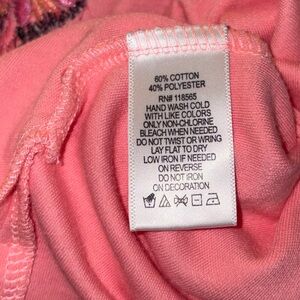 60% COTTON
40% POLYESTER
RN# 118565
HAND WASH COLD
WITH LIKE COLORS
ONLY NON-CHLORINE
BLEACH WHEN NEEDED
DO NOT TWIST OR WRING
LAY FLAT TO DRY
LOW IRON IF NEEDED
ON REVERSE
DO NOT IRON
ON DECORATION